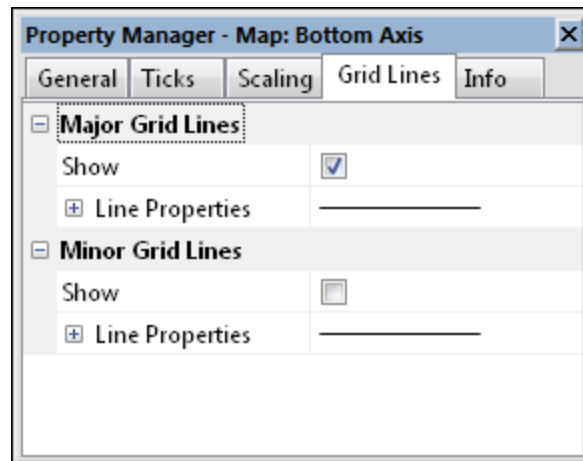 Property Manager - Map: Bottom Axis
General Ticks Scaling Grid Lines Info
Major Grid Lines
Show
Line Properties
Minor Grid Lines
Show
Line Properties